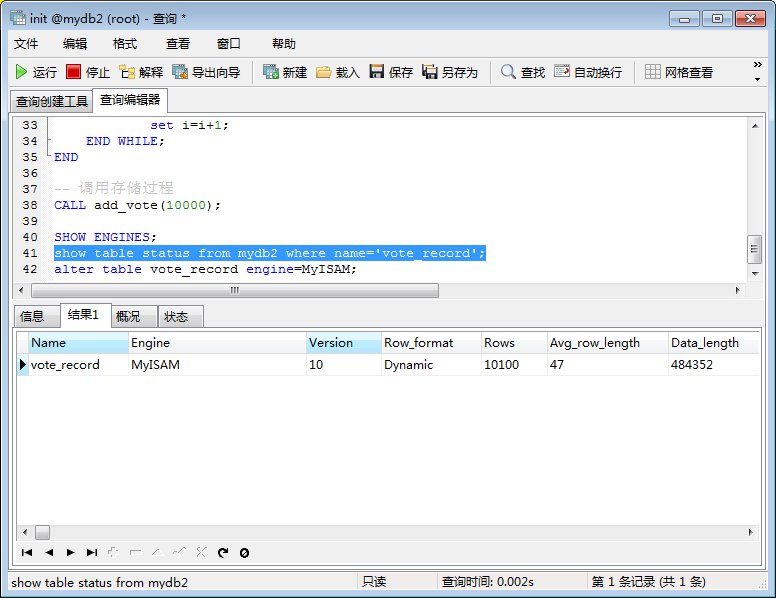 init @mydb2 (root) - 查询 *
文件 编辑 格式 查看 窗口 帮助
运行 停止 解释 导出向导 新建 载入 保存 另存为 查找 自动换行 网格查看 »
查询创建工具 查询编辑器
33 set i=i+1;
34 END WHILE;
35 END
36
37 -- 调用存储过程
38 CALL add_vote(10000);
39
40 SHOW ENGINES;
41 show table status from mydb2 where name='vote_record';
42 alter table vote_record engine=MyISAM;
信息 结果1 概况 状态
Name Engine Version Row_format Rows Avg_row_length Data_length
vote_record MyISAM 10 Dynamic 10100 47 484352
show table status from mydb2 只读 查询时间: 0.002s 第 1 条记录 (共 1 条)